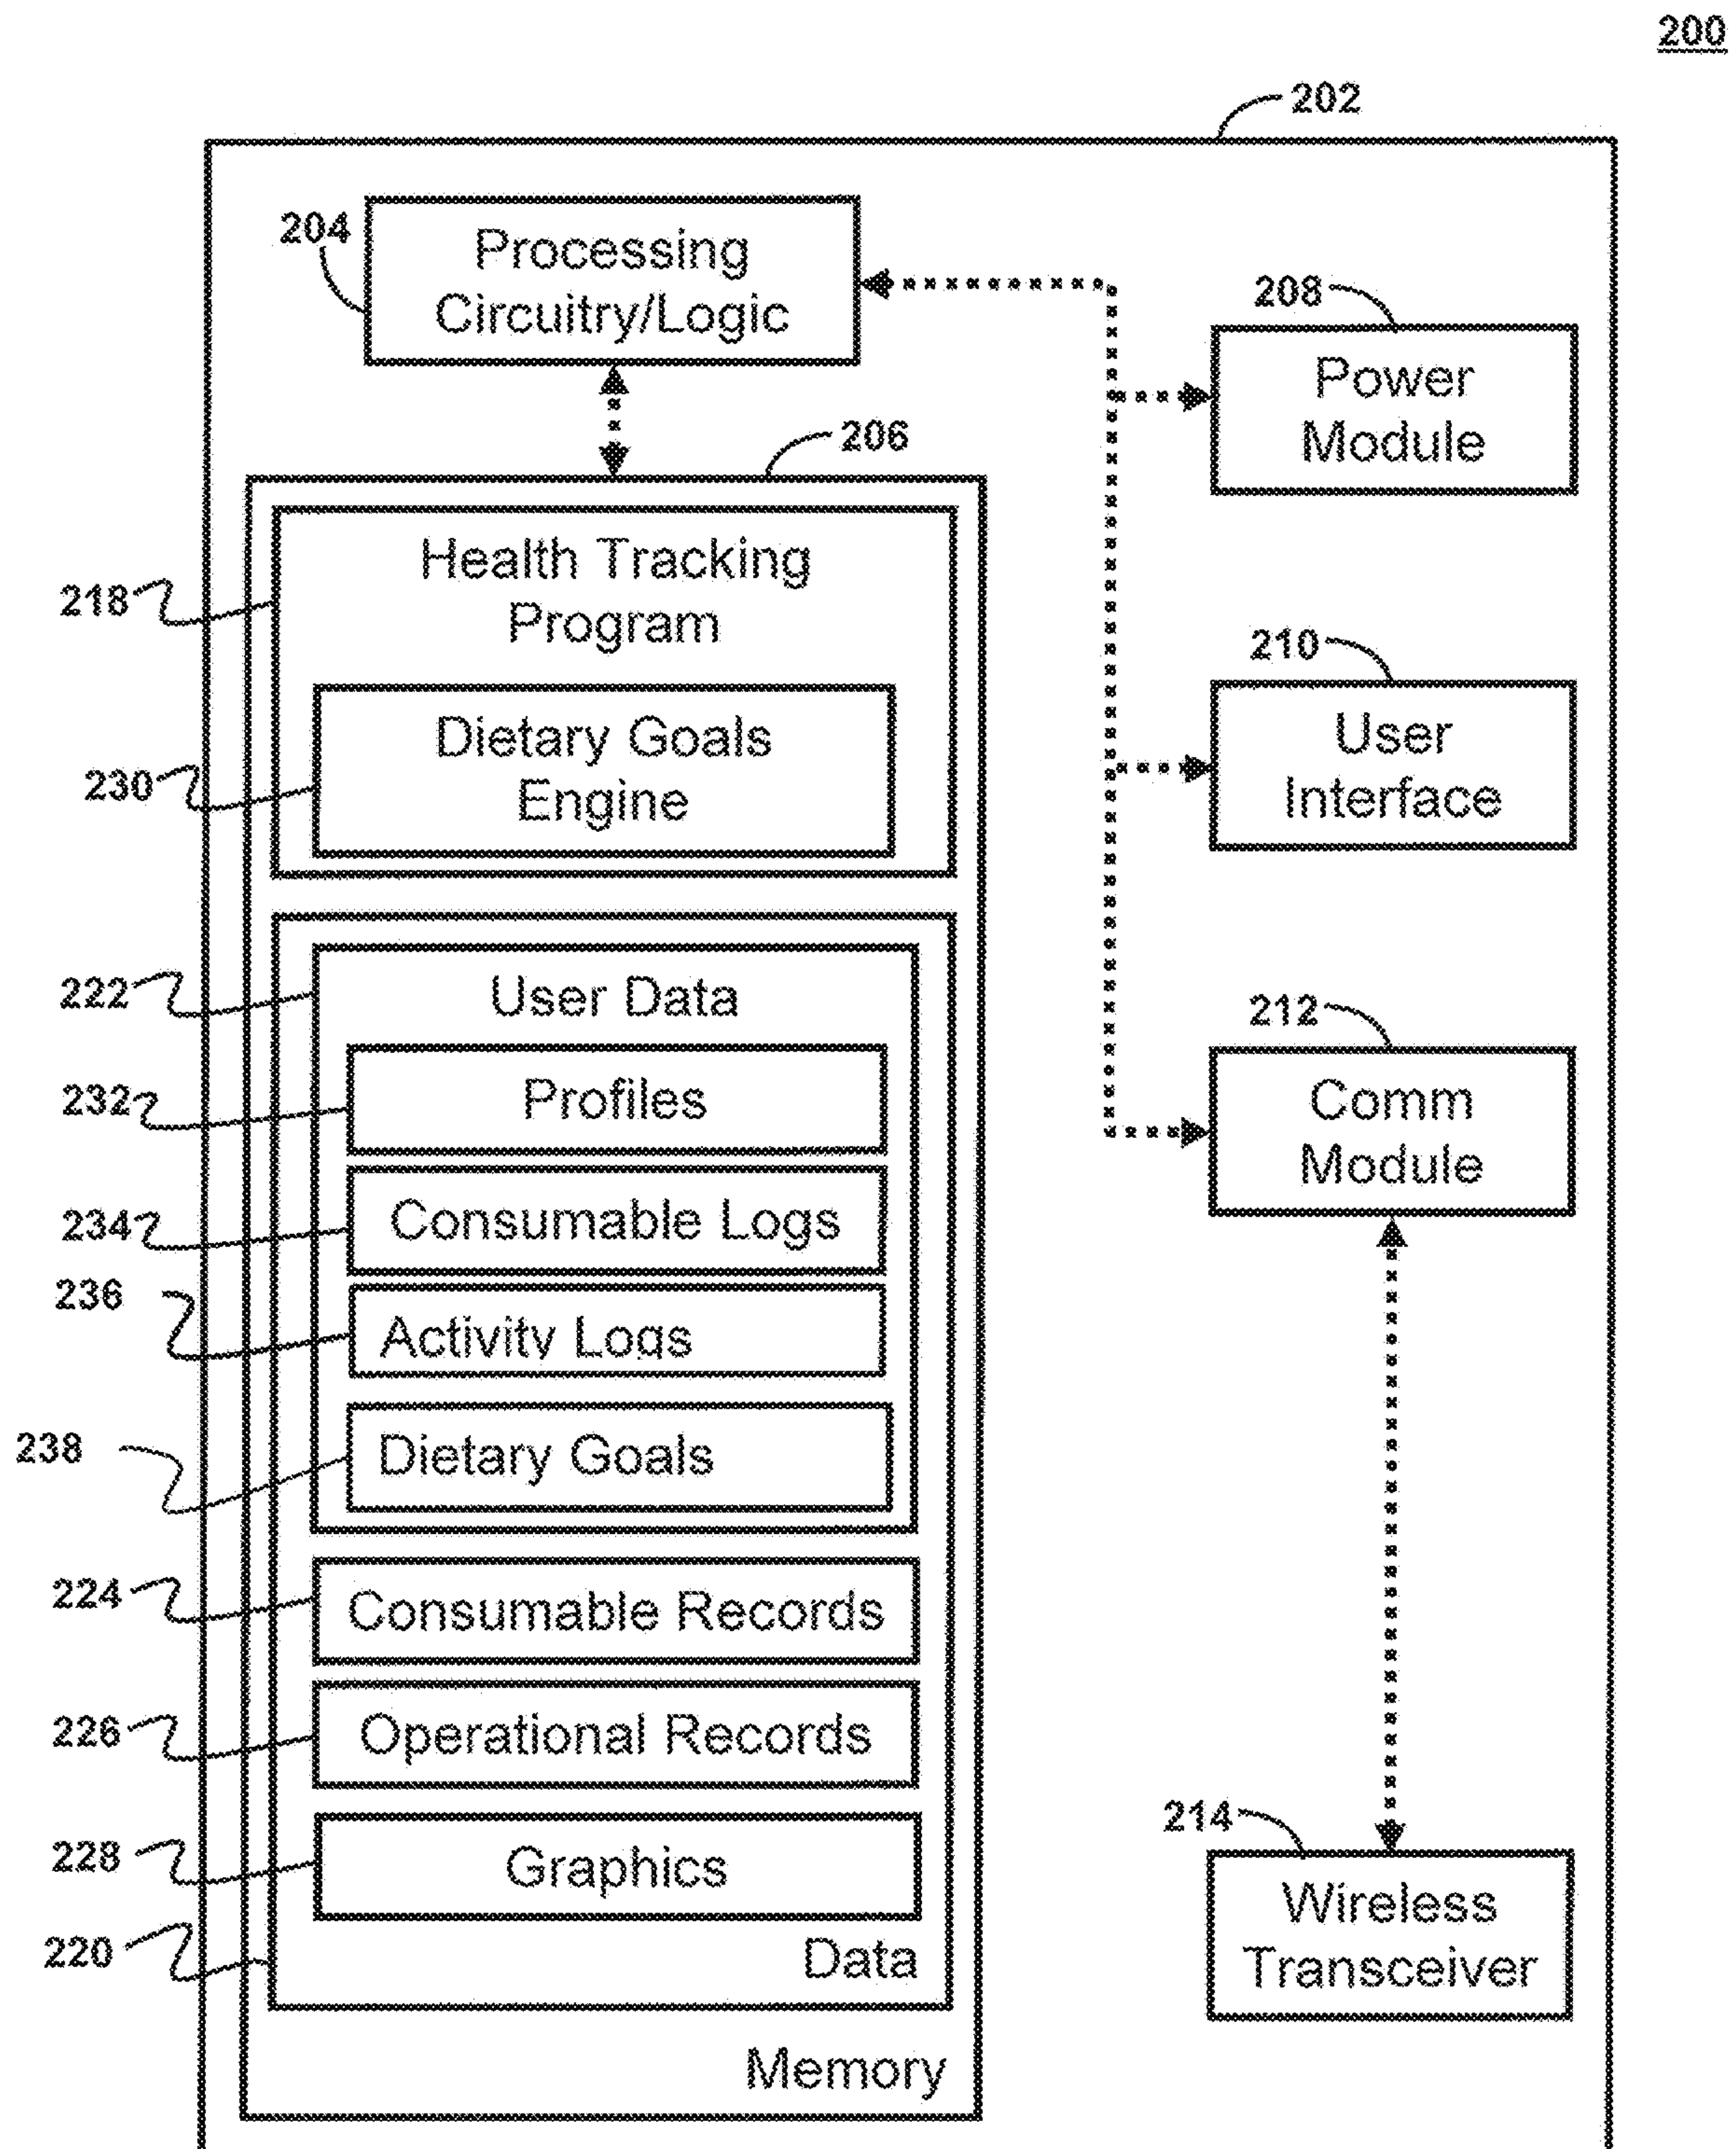 200
202
204
Processing
Circuitry/Logic
208
Power
Module
206
218
Health Tracking
Program
210
User
Interface
230
Dietary Goals
Engine
222
User Data
212
Comm
Module
232
Profiles
234
Consumable Logs
236
Activity Logs
238
Dietary Goals
224
Consumable Records
226
Operational Records
214
Wireless
Transceiver
228
Graphics
220
Data
Memory